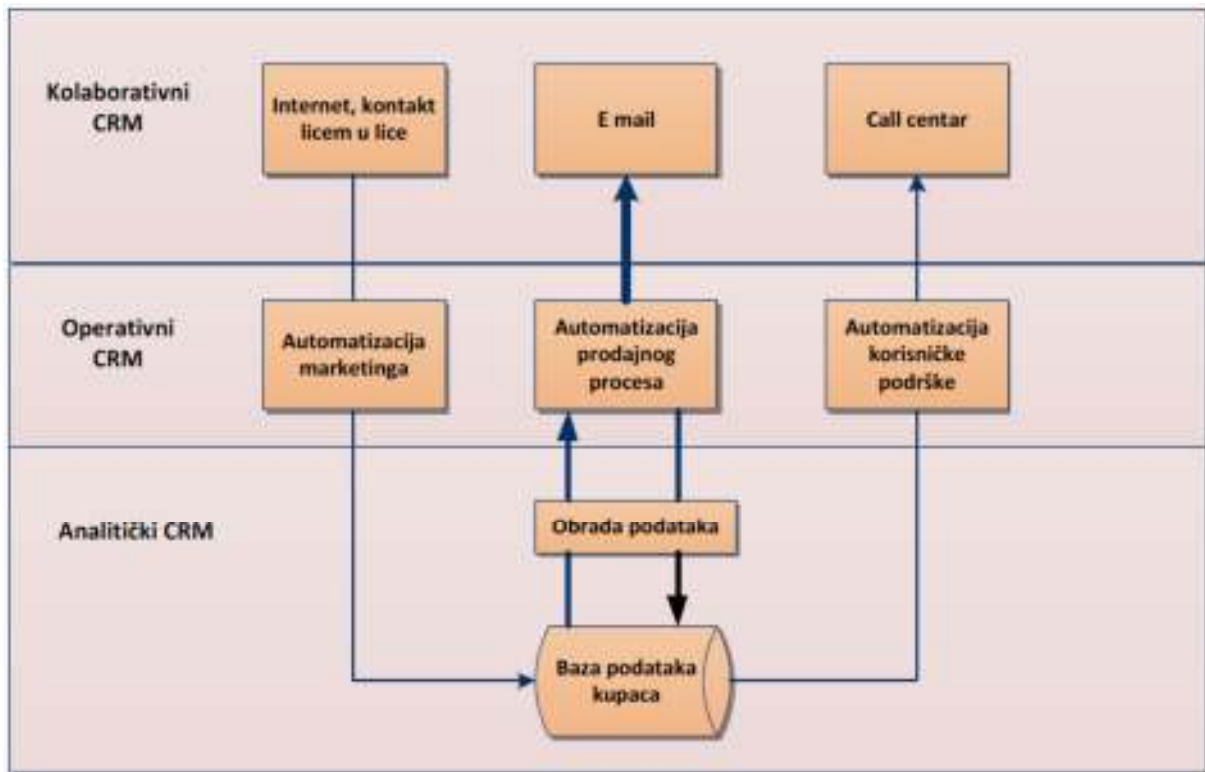 Kolaborativni
CRM
Internet, kontakt
licem u lice
E mail
Call centar
Operativni
CRM
Automatizacija
marketinga
Automatizacija
prodajnog
procesa
Automatizacija
korisničke
podrške
Analitički CRM
Obrada podataka
Baza podataka
kupaca